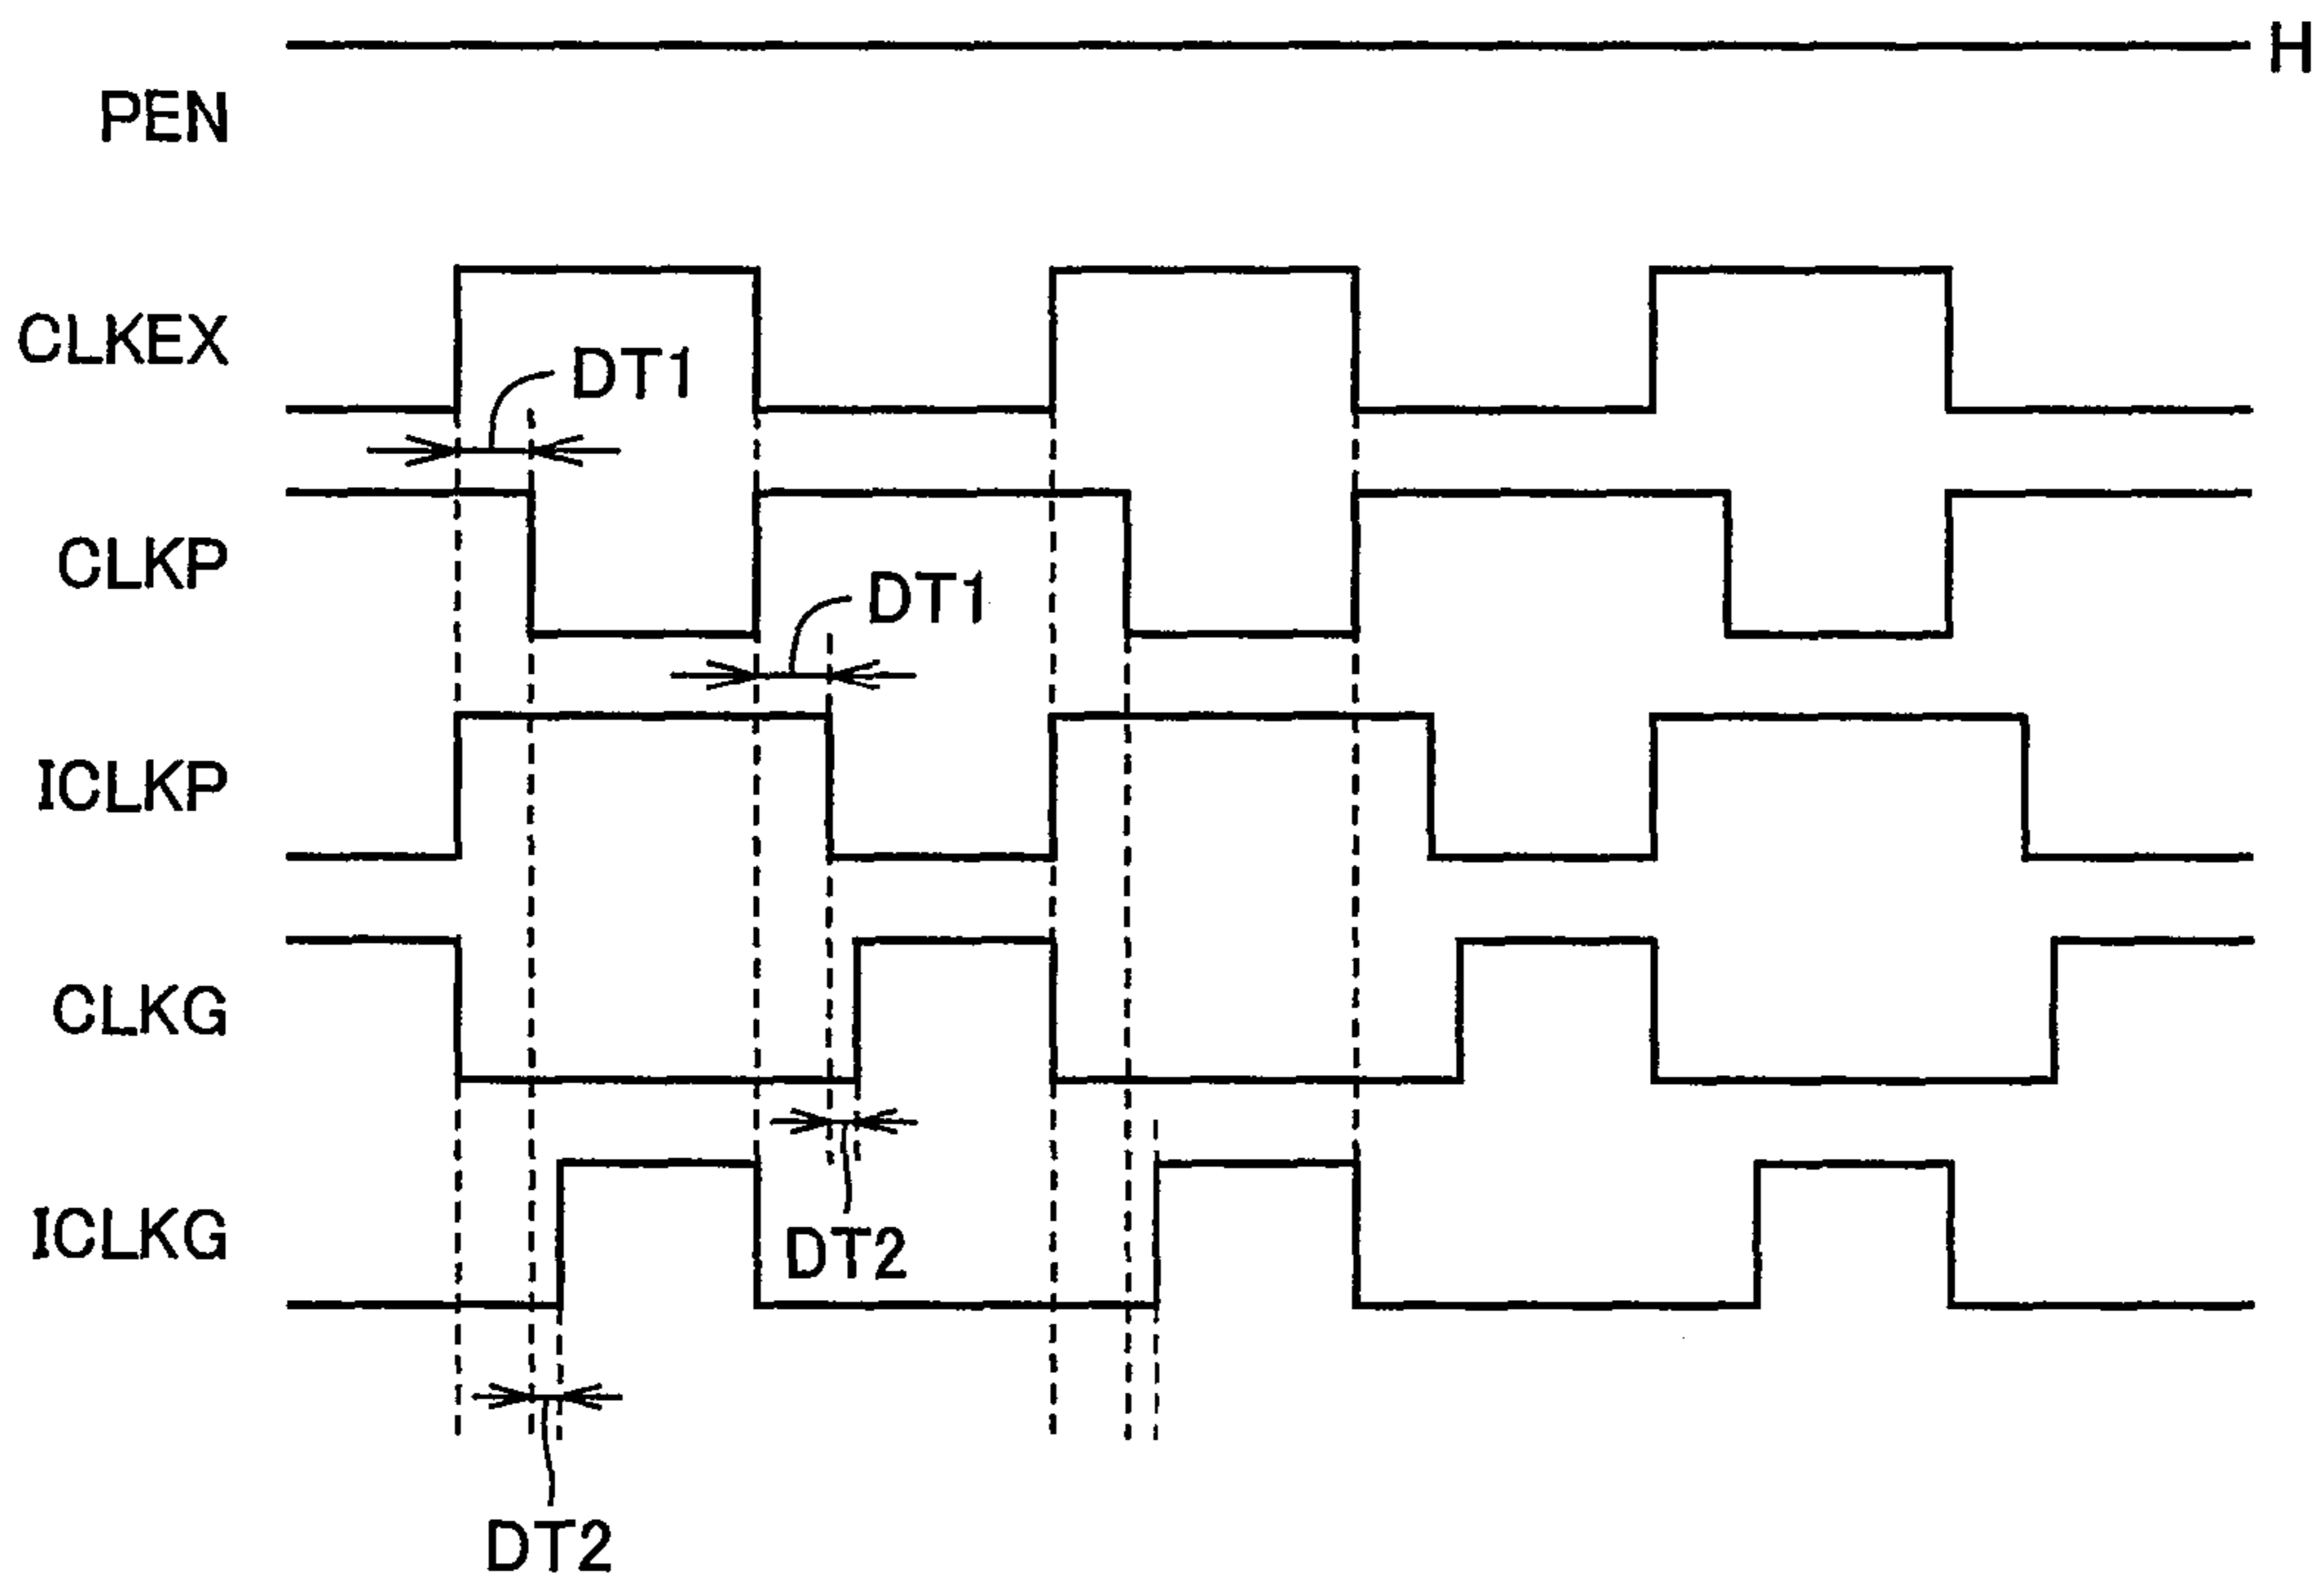 H
PEN
CLKEX
DT1
CLKP
DT1
ICLKP
CLKG
ICLKG
DT2
DT2